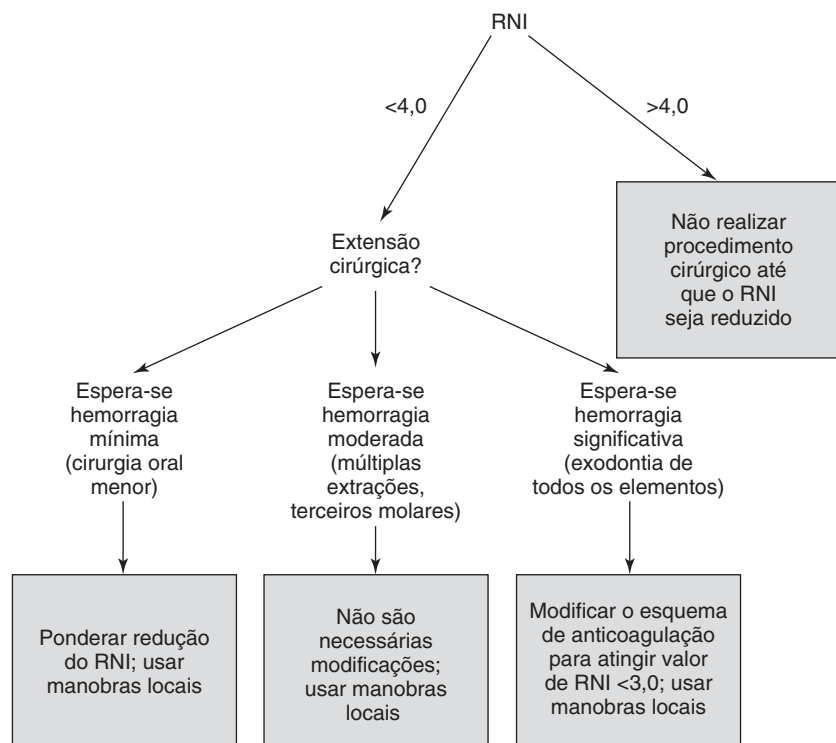 RNI
<4,0
>4,0
Não realizar
procedimento
cirúrgico até
que o RNI
seja reduzido
Extensão
cirúrgica?
Espera-se
hemorragia
mínima
(cirurgia oral
menor)
Espera-se
hemorragia
moderada
(múltiplas
extrações,
terceiros molares)
Espera-se
hemorragia
significativa
(exodontia de
todos os elementos)
Ponderar redução
do RNI; usar
manobras locais
Não são
necessárias
modificações;
usar manobras
locais
Modificar o esquema
de anticoagulação
para atingir valor
de RNI <3,0; usar
manobras locais